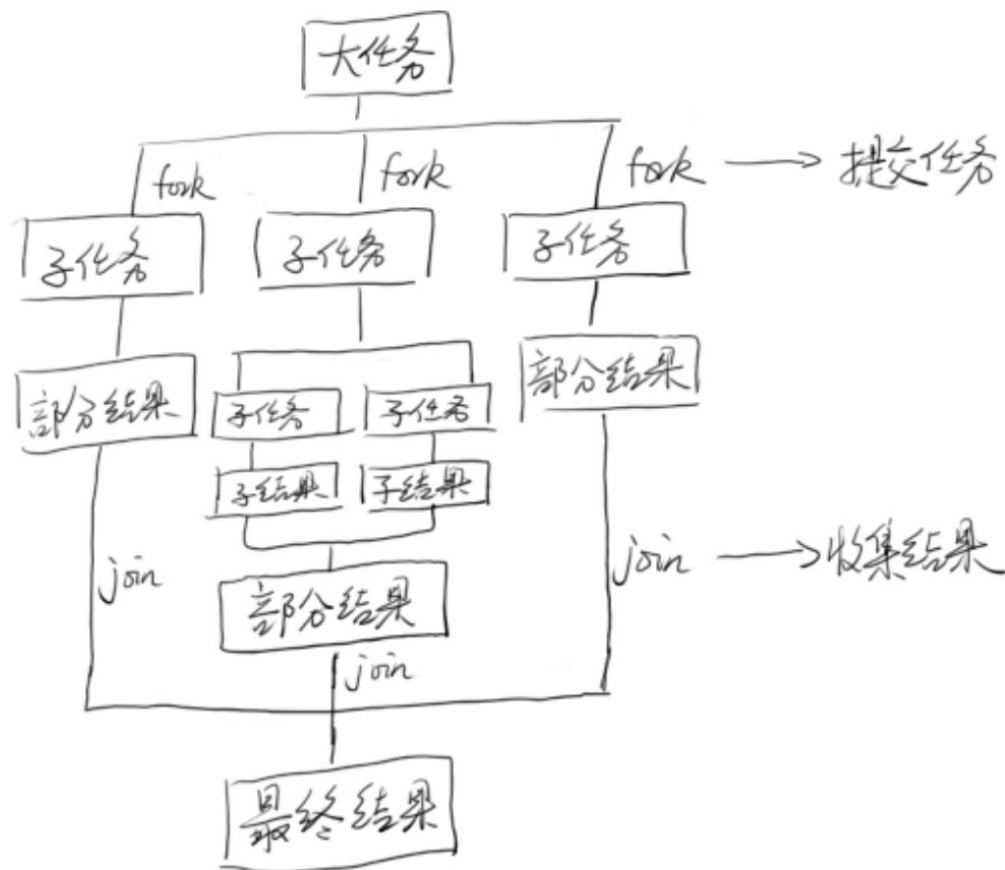 大任务
fork fork fork → 提交任务
子任务 子任务 子任务
部分结果 部分结果
子任务 子任务
子结果 子结果
join join → 收集结果
部分结果
join
最终结果